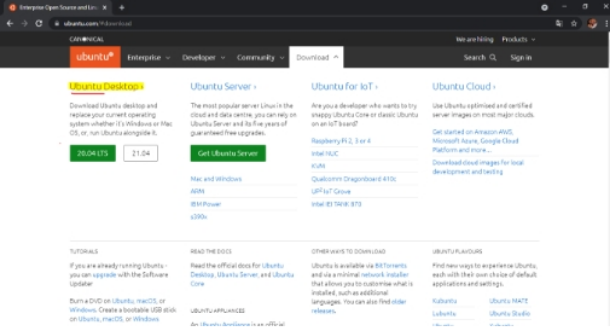 Enterprise Open Source and Linu
ubuntu.com/#download
CANONICAL
We are hiring Products
ubuntu Enterprise Developer Community Download Search Sign in
Ubuntu Desktop ›
Download Ubuntu desktop and
replace your current operating
system whether it's Windows or Mac
OS, or, run Ubuntu alongside it.
20.04 LTS 21.04
Ubuntu Server ›
The most popular server Linux in the
cloud and data centre, you can rely on
Ubuntu Server and its five years of
guaranteed free upgrades.
Get Ubuntu Server
Mac and Windows
ARM
IBM Power
s390x
Ubuntu for IoT ›
Are you a developer who wants to try
snappy Ubuntu Core or classic Ubuntu
on an IoT board?
Raspberry Pi 2, 3 or 4
Intel NUC
KVM
Qualcomm Dragonboard 410c
UP² IoT Grove
Intel IEI TANK 870
Ubuntu Cloud ›
Use Ubuntu optimised and certified
server images on most major clouds.
Get started on Amazon AWS,
Microsoft Azure, Google Cloud
Platform and more...
Download cloud images for local
development and testing
TUTORIALS
If you are already running Ubuntu -
you can upgrade with the Software
Updater
Burn a DVD on Ubuntu, macOS, or
Windows. Create a bootable USB stick
on Ubuntu, macOS, or Windows
READ THE DOCS
Read the official docs for Ubuntu
Desktop, Ubuntu Server, and Ubuntu
Core
UBUNTU APPLIANCES
An Ubuntu Appliance is an official
OTHER WAYS TO DOWNLOAD
Ubuntu is available via BitTorrents
and via a minimal network installer
that allows you to customise what is
installed, such as additional
languages. You can also find older
releases.
UBUNTU FLAVOURS
Find new ways to experience Ubuntu,
each with their own choice of default
applications and settings.
Kubuntu Ubuntu MATE
Lubuntu Ubuntu Studio